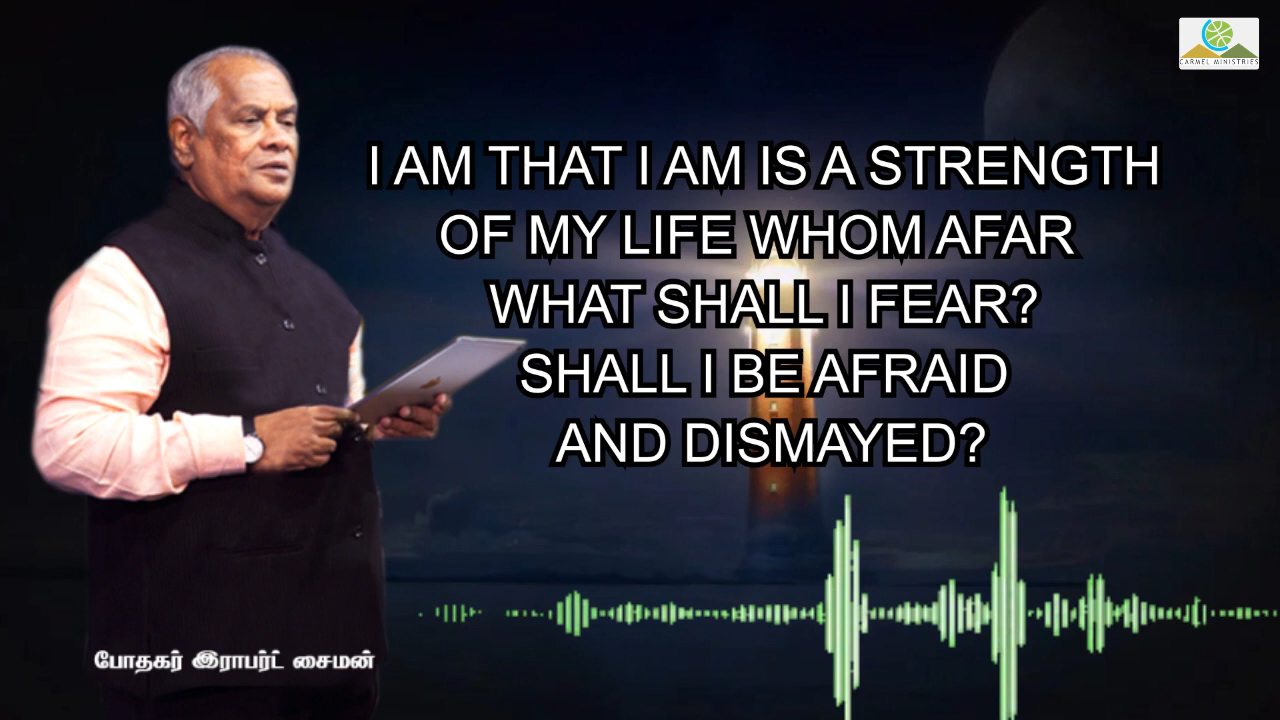 CARMEL MINISTRIES
I AM THAT I AM IS A STRENGTH
OF MY LIFE WHOM AFAR
WHAT SHALL I FEAR?
SHALL I BE AFRAID
AND DISMAYED?
போதகர் இராபர்ட் சைமன்